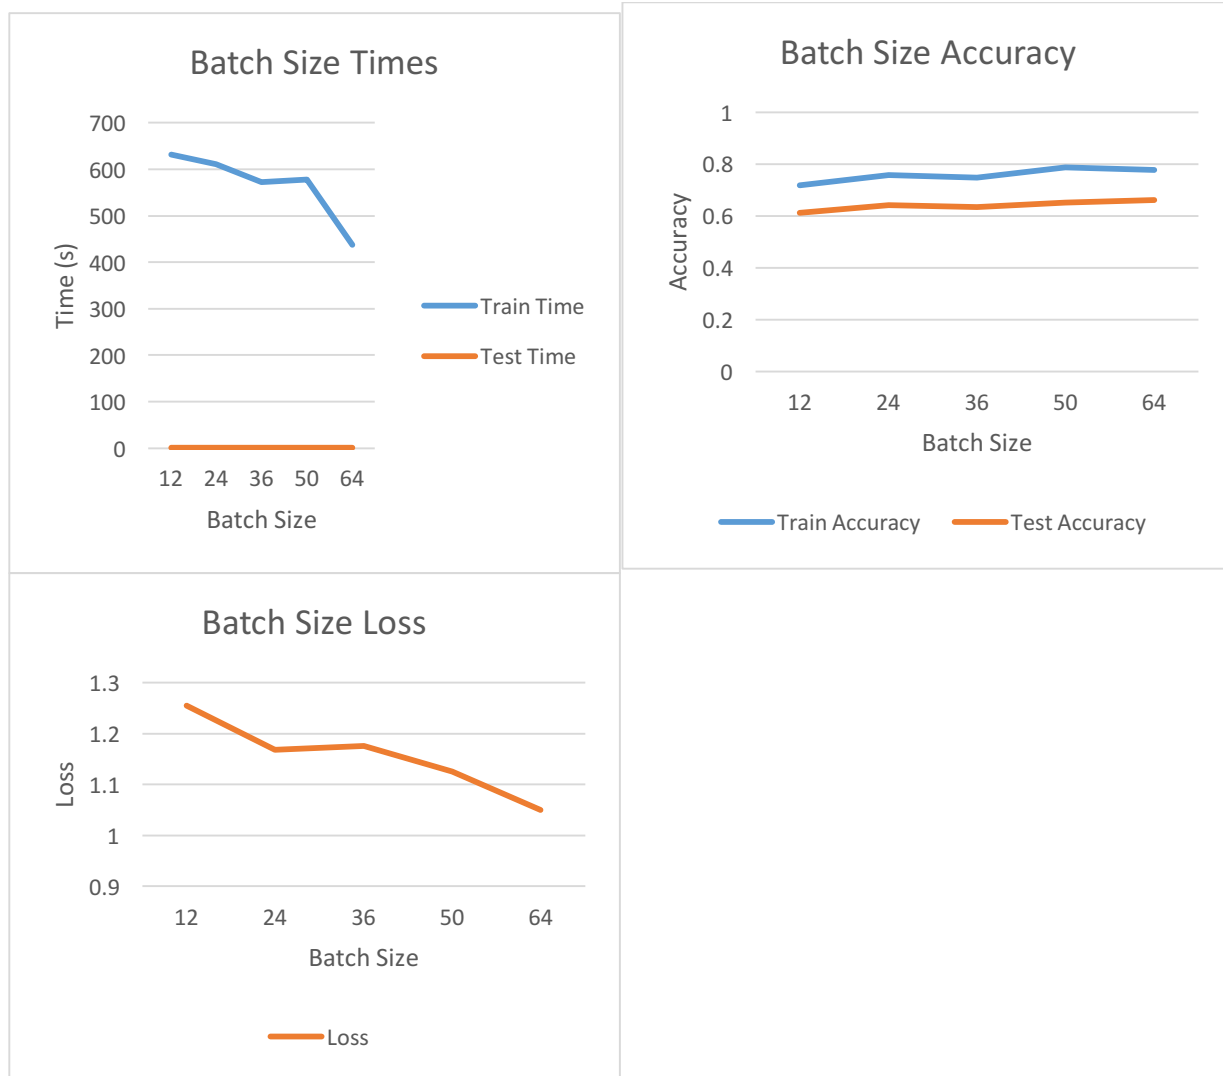 Batch Size Times
700
600
500
400
300
200
100
0
Time (s)
12 24 36 50 64
Batch Size
Train Time
Test Time
Batch Size Accuracy
1
0.8
0.6
0.4
0.2
0
Accuracy
12 24 36 50 64
Batch Size
Train Accuracy Test Accuracy
Batch Size Loss
1.3
1.2
1.1
1
0.9
Loss
12 24 36 50 64
Batch Size
Loss